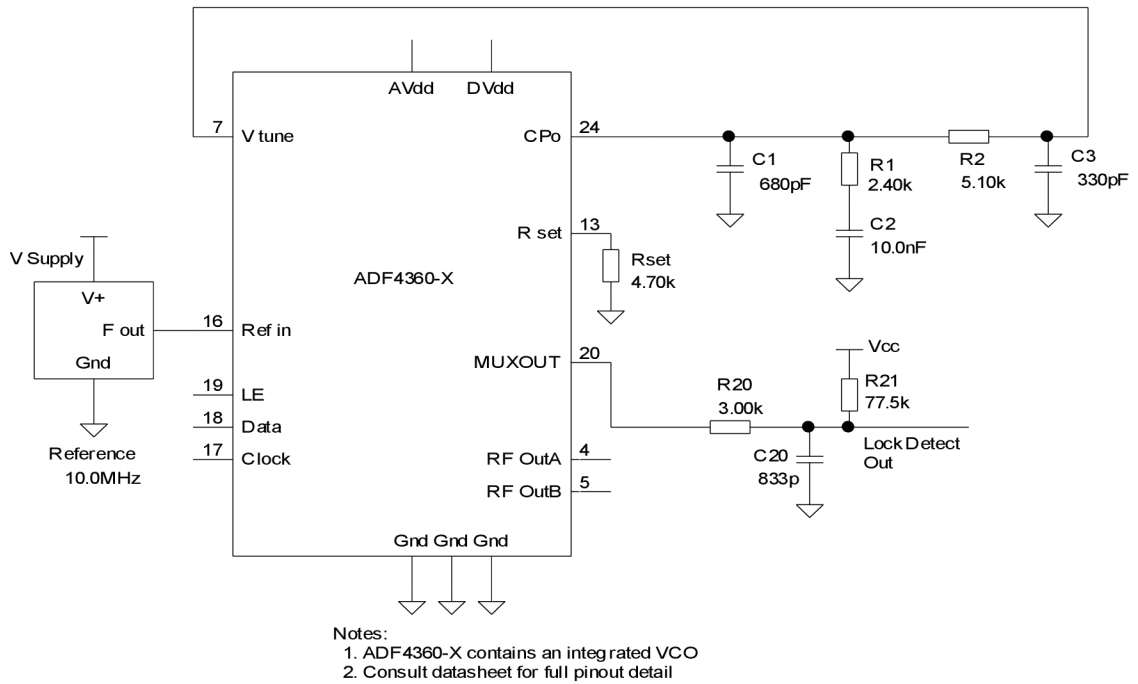 AVdd DVdd
7 Vtune
CPo 24
C1
680pF
R1
2.40k
R2
5.10k
C3
330pF
C2
10.0nF
R set 13
Rset
4.70k
ADF4360-X
V Supply
V+
F out
Gnd
Reference
10.0MHz
16 Ref in
19 LE
18 Data
17 Clock
MUXOUT 20
R20
3.00k
Vcc
R21
77.5k
C20
833p
Lock Detect
Out
RF OutA 4
RF OutB 5
Gnd Gnd Gnd
Notes:
1. ADF4360-X contains an integrated VCO
2. Consult datasheet for full pinout detail